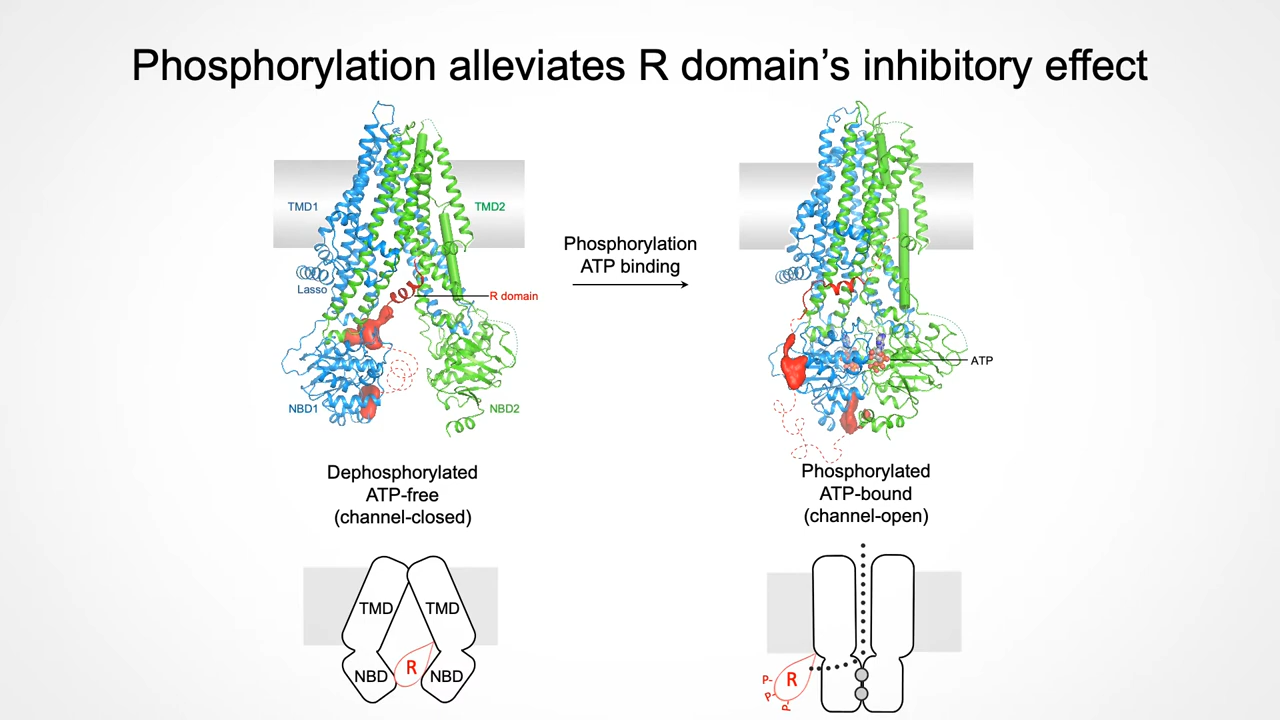 Phosphorylation alleviates R domain’s inhibitory effect
TMD1
TMD2
Lasso
R domain
NBD1
NBD2
Phosphorylation
ATP binding
ATP
Dephosphorylated
ATP-free
(channel-closed)
Phosphorylated
ATP-bound
(channel-open)
TMD
TMD
R
NBD
NBD
R
P-
P-
P-